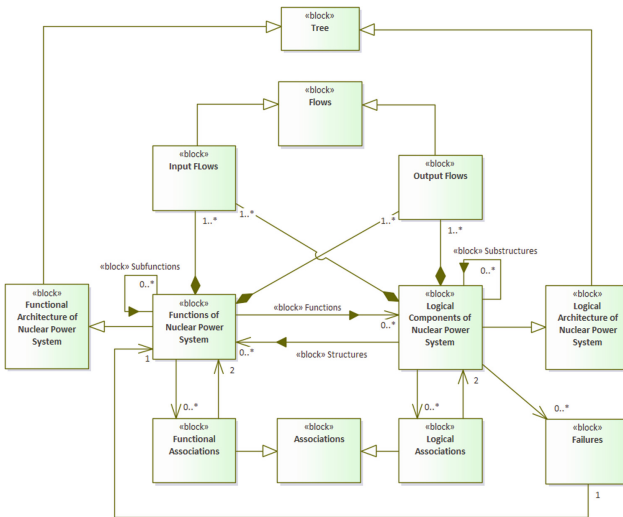 «block»
Tree
«block»
Flows
«block»
Input FLows
«block»
Output Flows
1..*
1..*
1..*
1..*
«block» Subfunctions
0..*
«block» Substructures
0..*
«block»
Functional
Architecture of
Nuclear Power
System
«block»
Functions of
Nuclear Power
System
«block» Functions
0..*
«block»
Logical
Components of
Nuclear Power
System
«block»
Logical
Architecture of
Nuclear Power
System
1
0..*
«block» Structures
2
2
0..*
0..*
0..*
«block»
Functional
Associations
«block»
Associations
«block»
Logical
Associations
«block»
Failures
1